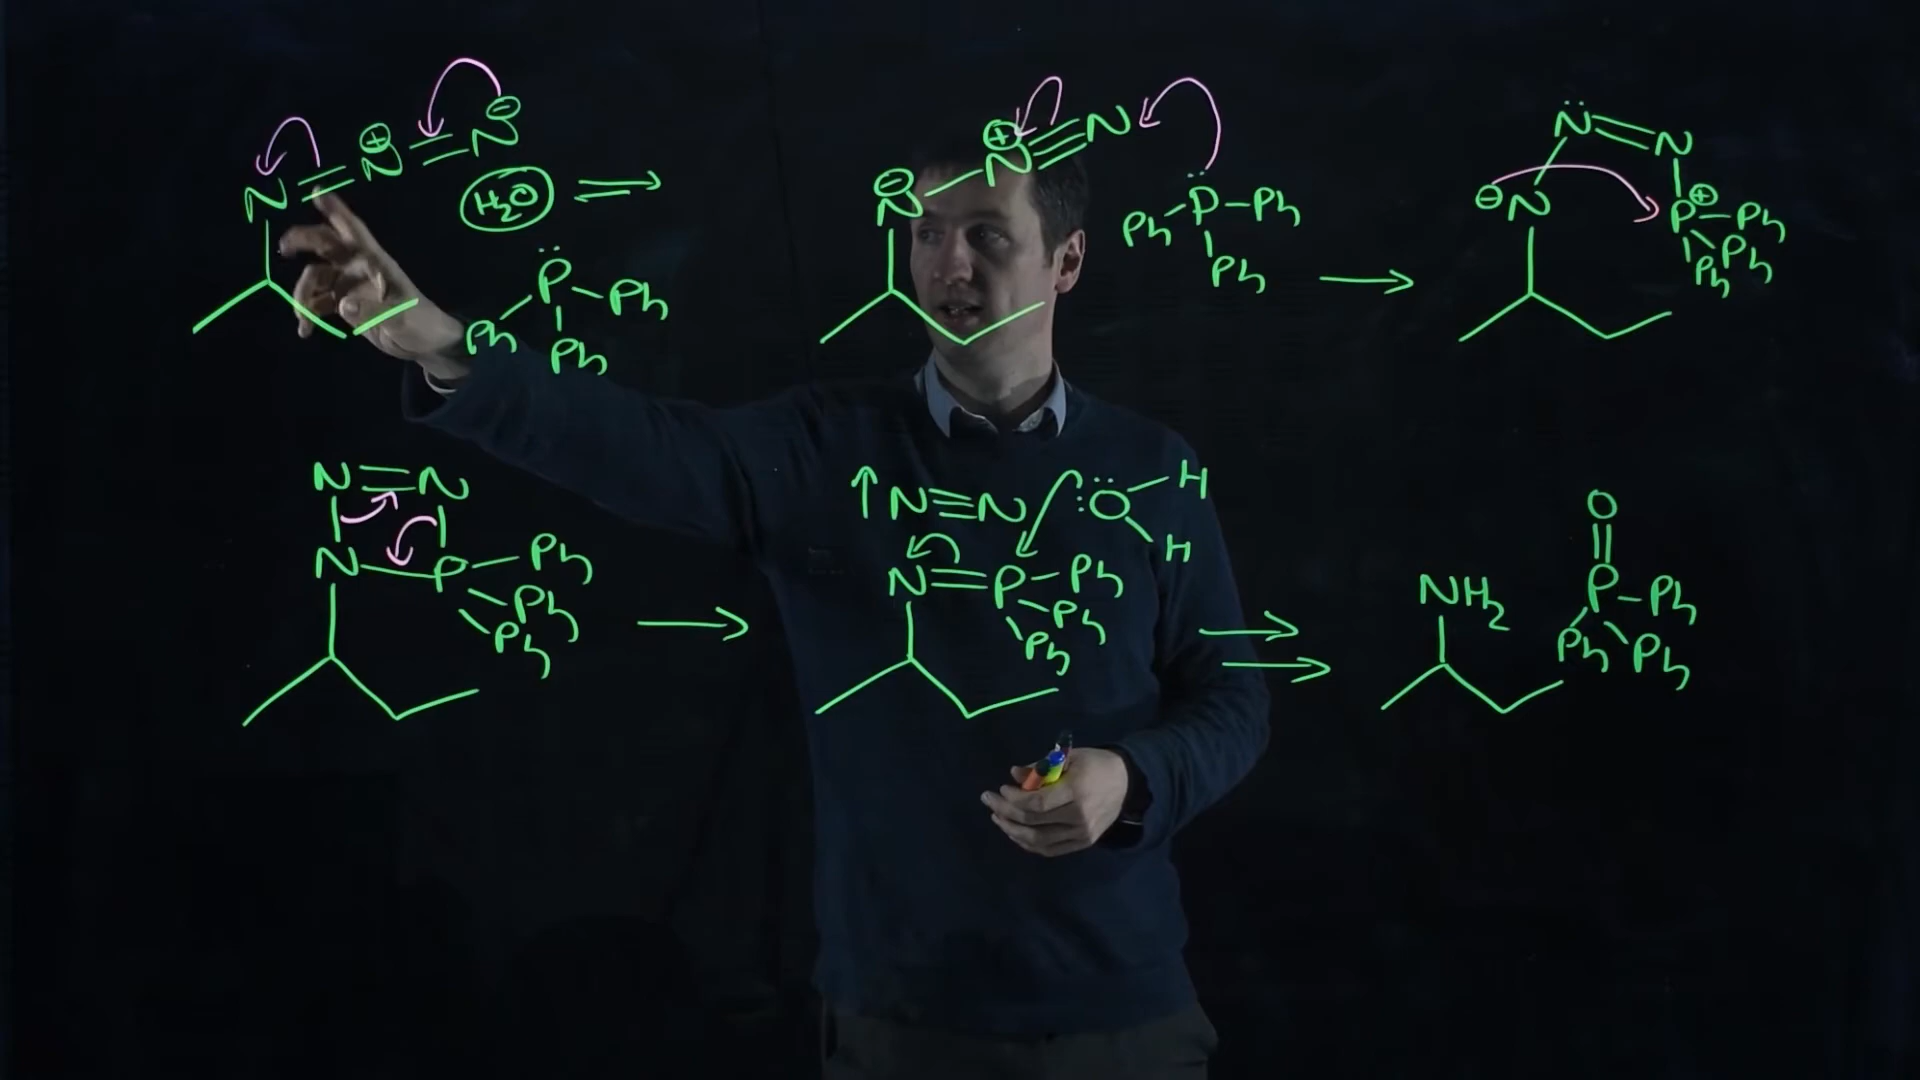 N=N⊕=N⊖
H₂O
P̈
Ph
Ph
Ph
⊖N-N⊕≡N
Ph-P̈-Ph
Ph
N̈=N
⊖N
P⊕-Ph
Ph
Ph
N=N
N-P-Ph
Ph
Ph
↑N≡N
:Ö-H
H
N=P-Ph
Ph
Ph
O
NH₂
P-Ph
Ph
Ph